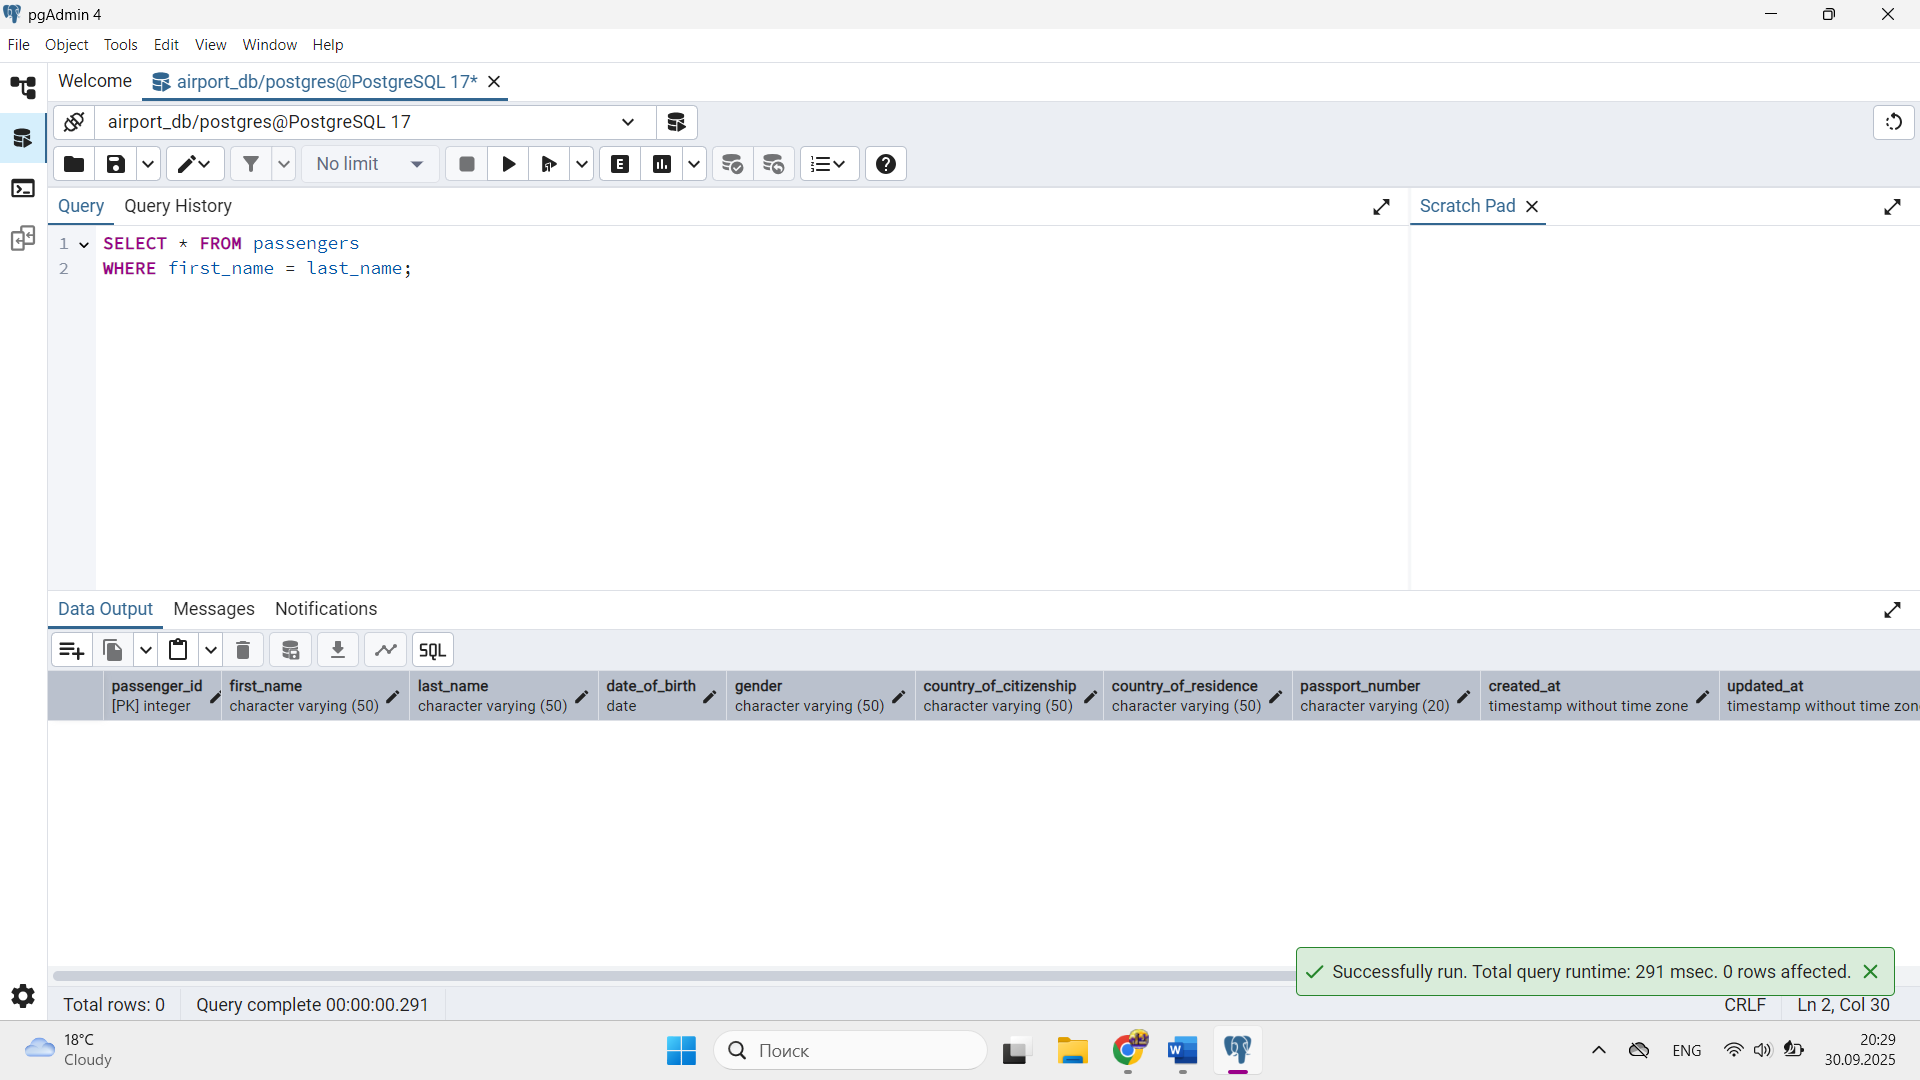 pgAdmin 4
File Object Tools Edit View Window Help
Welcome airport_db/postgres@PostgreSQL 17*
airport_db/postgres@PostgreSQL 17
No limit E
Query Query History Scratch Pad
1 SELECT * FROM passengers
2 WHERE first_name = last_name;
Data Output Messages Notifications
SQL
passenger_id first_name last_name date_of_birth gender country_of_citizenship country_of_residence passport_number created_at updated_at
[PK] integer character varying (50) character varying (50) date character varying (50) character varying (50) character varying (50) character varying (20) timestamp without time zone timestamp without time zon
Successfully run. Total query runtime: 291 msec. 0 rows affected.
Total rows: 0 Query complete 00:00:00.291 CRLF Ln 2, Col 30
18°C
Cloudy
Поиск
W
ENG
20:29
30.09.2025